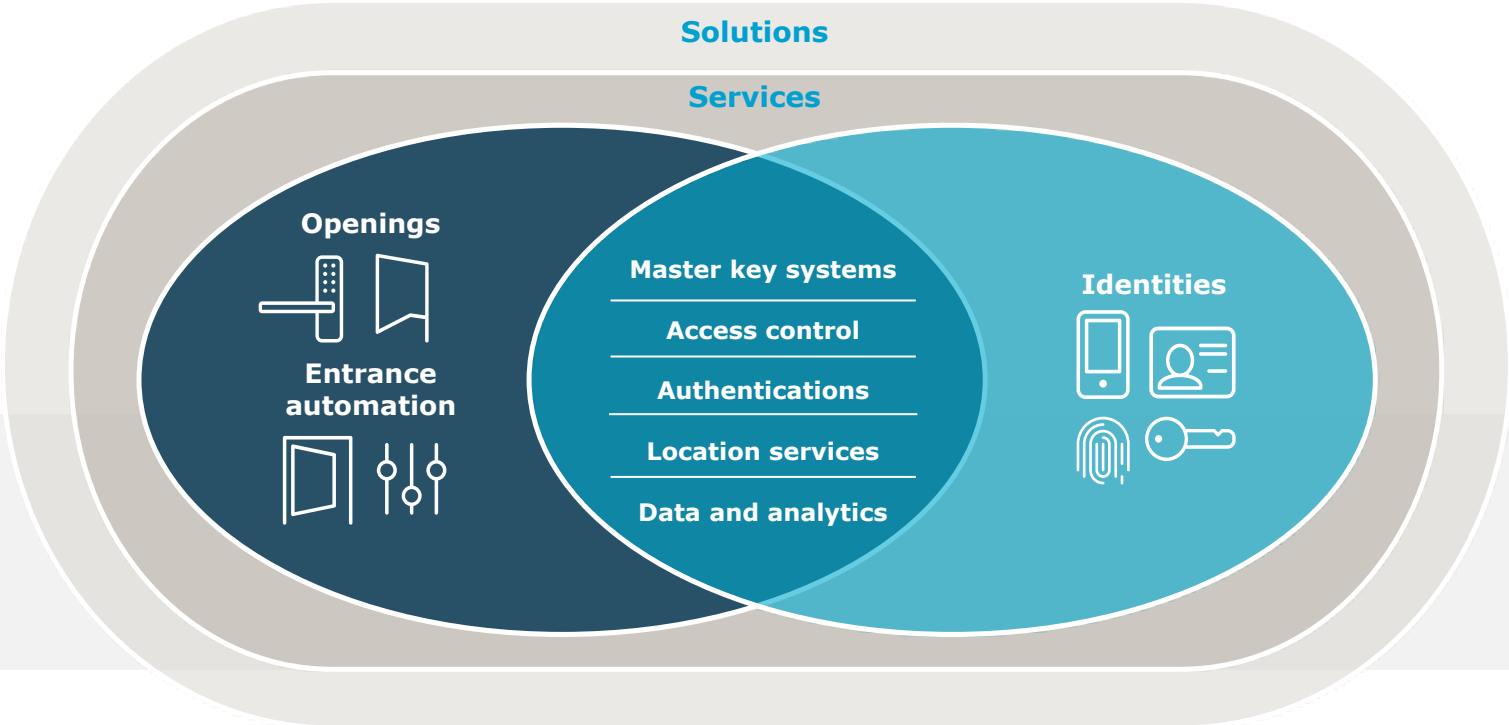 Solutions
Services
Openings
Entrance
automation
Master key systems
Access control
Authentications
Location services
Data and analytics
Identities